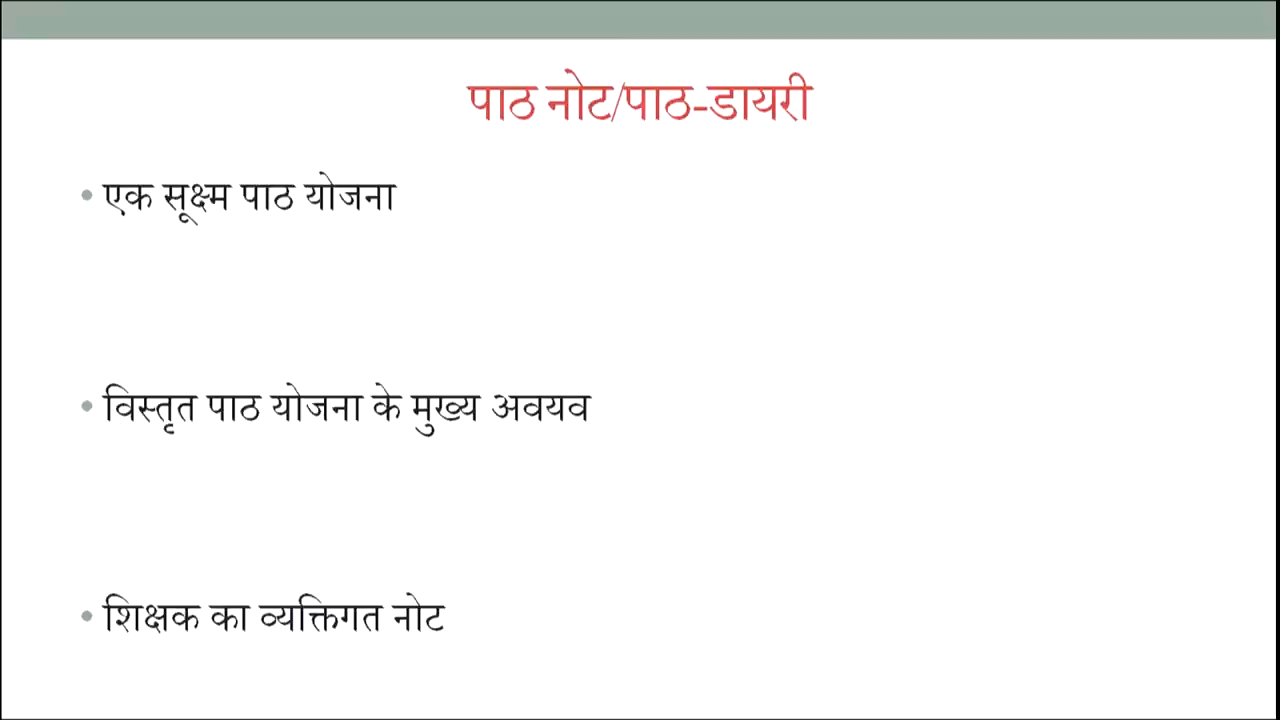 पाठ नोट/पाठ-डायरी
• एक सूक्ष्म पाठ योजना
• विस्तृत पाठ योजना के मुख्य अवयव
• शिक्षक का व्यक्तिगत नोट